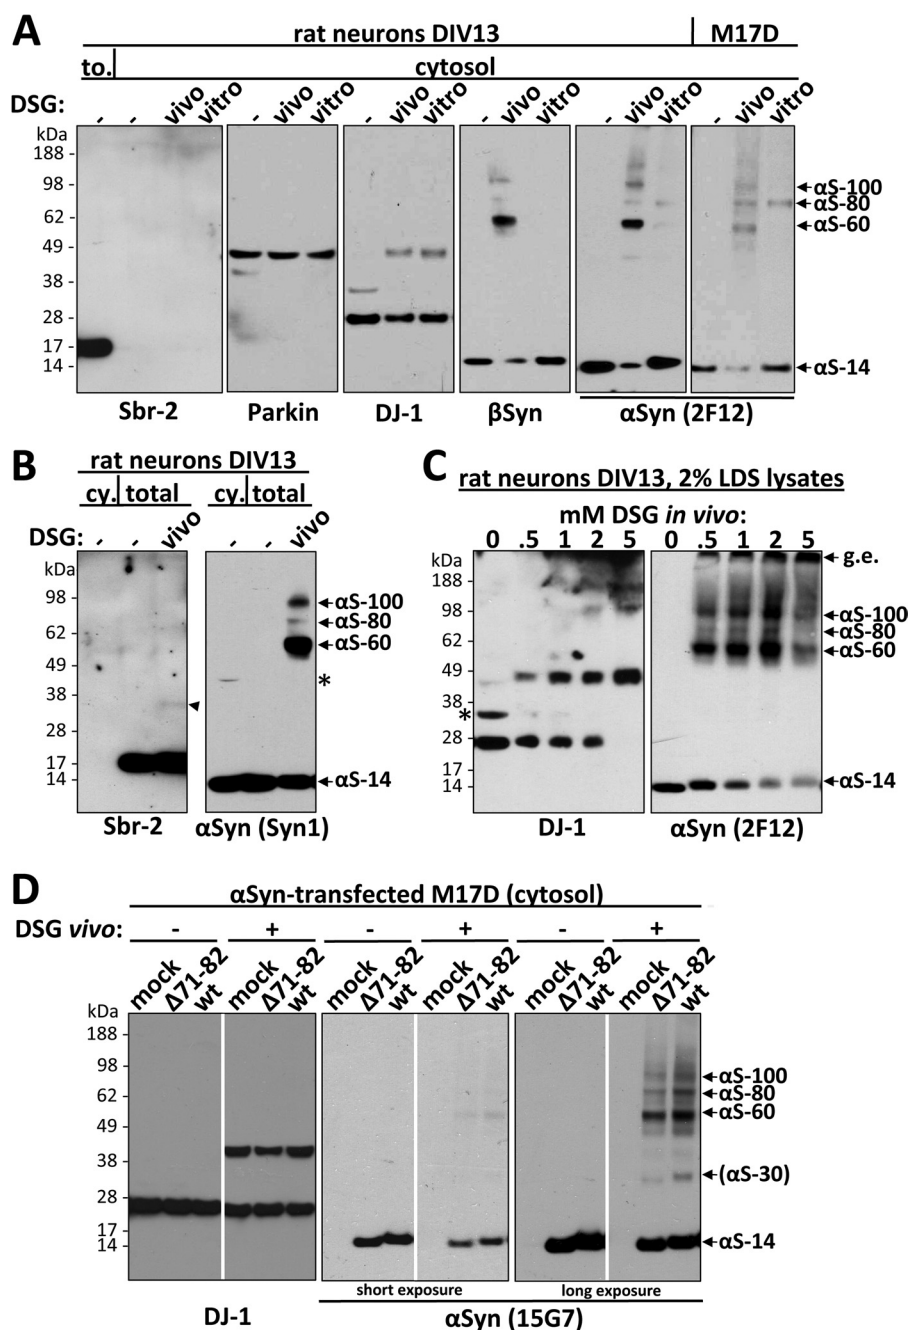 A
rat neurons DIV13 M17D
to. cytosol
DSG: - - vivo vitro - vivo vitro - vivo vitro - vivo vitro - vivo vitro - vivo vitro
kDa
188
98 αS-100
αS-80
62 αS-60
49
38
28
17
14 αS-14
Sbr-2 Parkin DJ-1 βSyn αSyn (2F12)
B
rat neurons DIV13
cy. total cy. total
DSG: - - vivo - - vivo
kDa
98 αS-100
αS-80
62 αS-60
49 *
38
28
17
14 αS-14
Sbr-2 αSyn (Syn1)
C
rat neurons DIV13, 2% LDS lysates
mM DSG in vivo:
0 .5 1 2 5 0 .5 1 2 5
kDa g.e.
188
98 αS-100
αS-80
62 αS-60
49
38
*
28
17
14 αS-14
DJ-1 αSyn (2F12)
D
αSyn-transfected M17D (cytosol)
DSG vivo: - + - + - +
mock Δ71-82 wt mock Δ71-82 wt mock Δ71-82 wt mock Δ71-82 wt mock Δ71-82 wt mock Δ71-82 wt
kDa
188
98 αS-100
αS-80
62 αS-60
49
38 (αS-30)
28
17
14 αS-14
short exposure long exposure
DJ-1 αSyn (15G7)